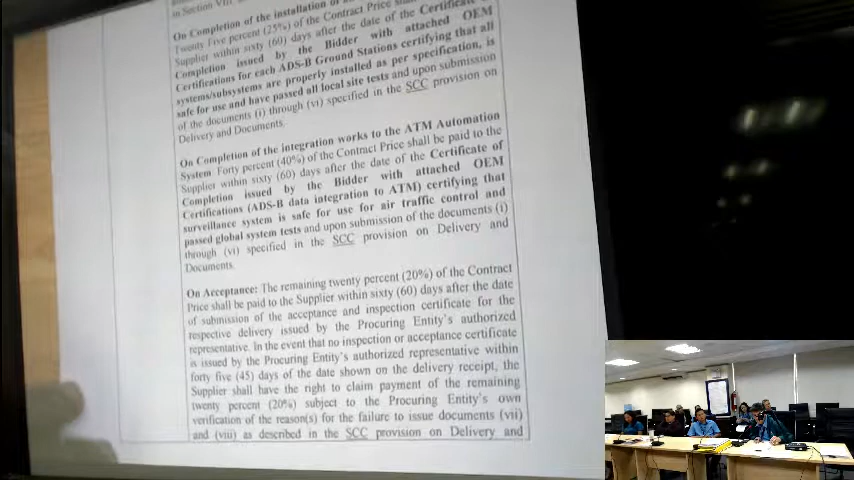 in Section VIII
On Completion of the installation of
Twenty Five percent (25%) of the Contract Price
Supplier within sixty (60) days after the date of the Certificate
Completion issued by the Bidder with attached OEM
Certifications for each ADS-B Ground Stations certifying that all
systems/subsystems are properly installed as per specification, is
safe for use and have passed all local site tests and upon submission
of the documents (i) through (vi) specified in the SCC provision on
Delivery and Documents.
On Completion of the integration works to the ATM Automation
System Forty percent (40%) of the Contract Price shall be paid to the
Supplier within sixty (60) days after the date of the Certificate of
Completion issued by the Bidder with attached OEM
Certifications (ADS-B data integration to ATM) certifying that
surveillance system is safe for use for air traffic control and
passed global system tests and upon submission of the documents (i)
through (vi) specified in the SCC provision on Delivery and
Documents.
On Acceptance: The remaining twenty percent (20%) of the Contract
Price shall be paid to the Supplier within sixty (60) days after the date
of submission of the acceptance and inspection certificate for the
respective delivery issued by the Procuring Entity's authorized
representative. In the event that no inspection or acceptance certificate
is issued by the Procuring Entity's authorized representative within
forty five (45) days of the date shown on the delivery receipt, the
Supplier shall have the right to claim payment of the remaining
twenty percent (20%) subject to the Procuring Entity's own
verification of the reason(s) for the failure to issue documents (vii)
and (viii) as described in the SCC provision on Delivery and